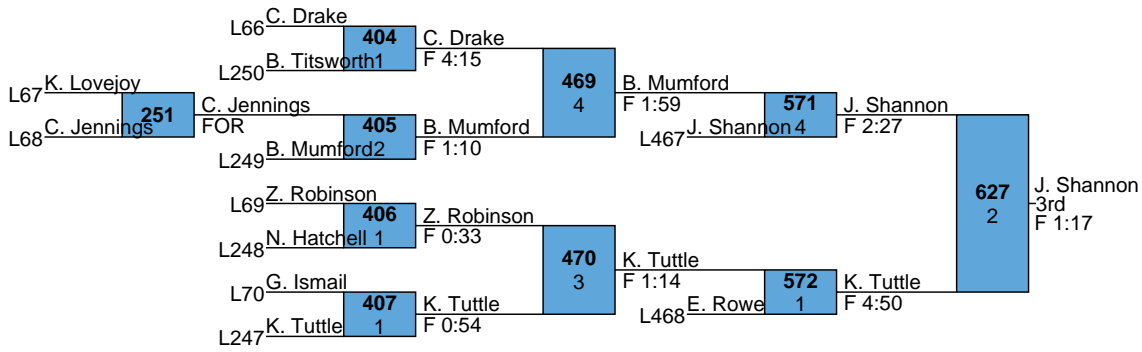 L66 C. Drake
404
1
L250 B. Titsworth
C. Drake
F 4:15
L67 K. Lovejoy
251
L68 C. Jennings
C. Jennings
FOR
405
2
L249 B. Mumford
B. Mumford
F 1:10
469
4
B. Mumford
F 1:59
571
4
L467 J. Shannon
J. Shannon
F 2:27
L69 Z. Robinson
406
1
L248 N. Hatchell
Z. Robinson
F 0:33
L70 G. Ismail
407
1
L247 K. Tuttle
K. Tuttle
F 0:54
470
3
K. Tuttle
F 1:14
572
1
L468 E. Rowe
K. Tuttle
F 4:50
627
2
J. Shannon
3rd
F 1:17